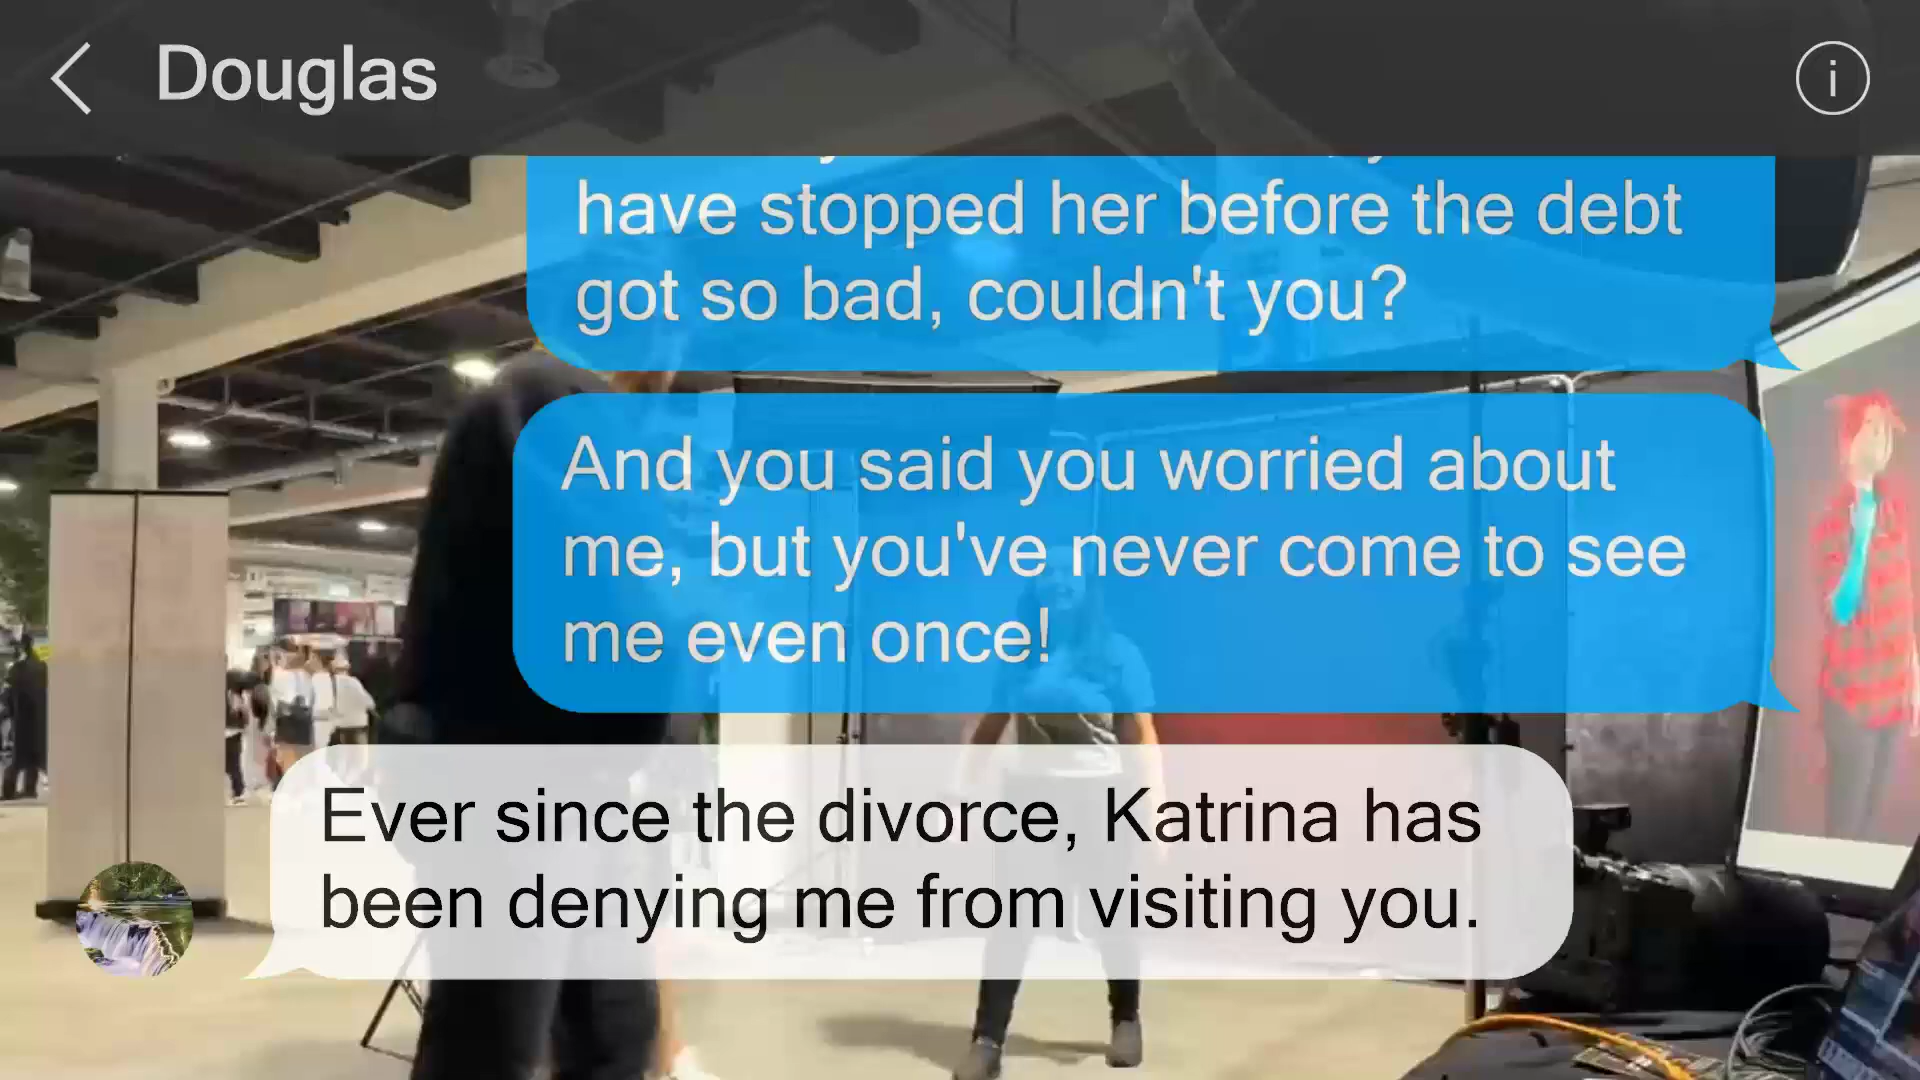 Douglas
have stopped her before the debt
got so bad, couldn't you?
And you said you worried about
me, but you've never come to see
me even once!
Ever since the divorce, Katrina has
been denying me from visiting you.